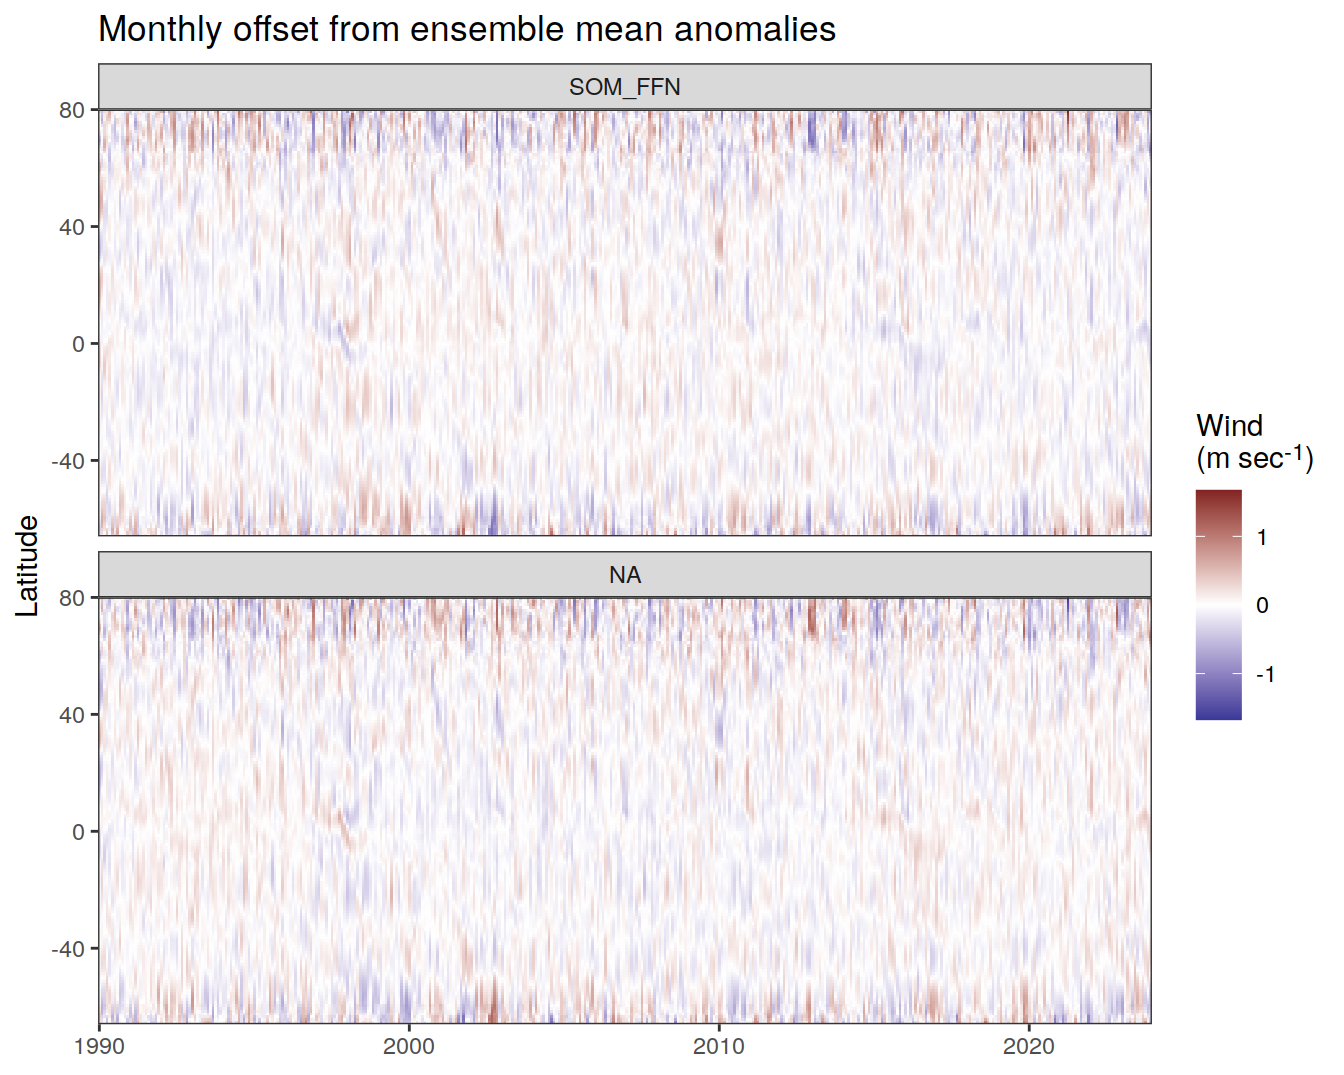 Monthly offset from ensemble mean anomalies
SOM_FFN
80
40
0
-40
Latitude
NA
80
40
0
-40
1990
2000
2010
2020
Wind
(m sec-1)
1
0
-1